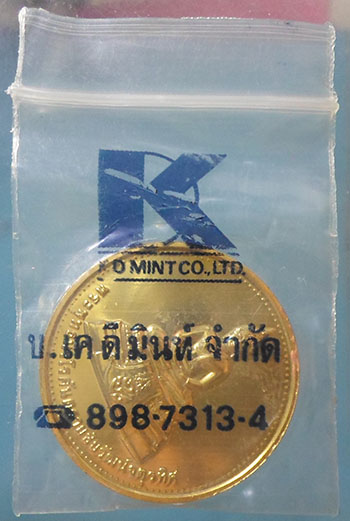 K
D MINT CO., LTD.
บ. เค ดี มินท์ จำกัด
☎ 898-7313-4